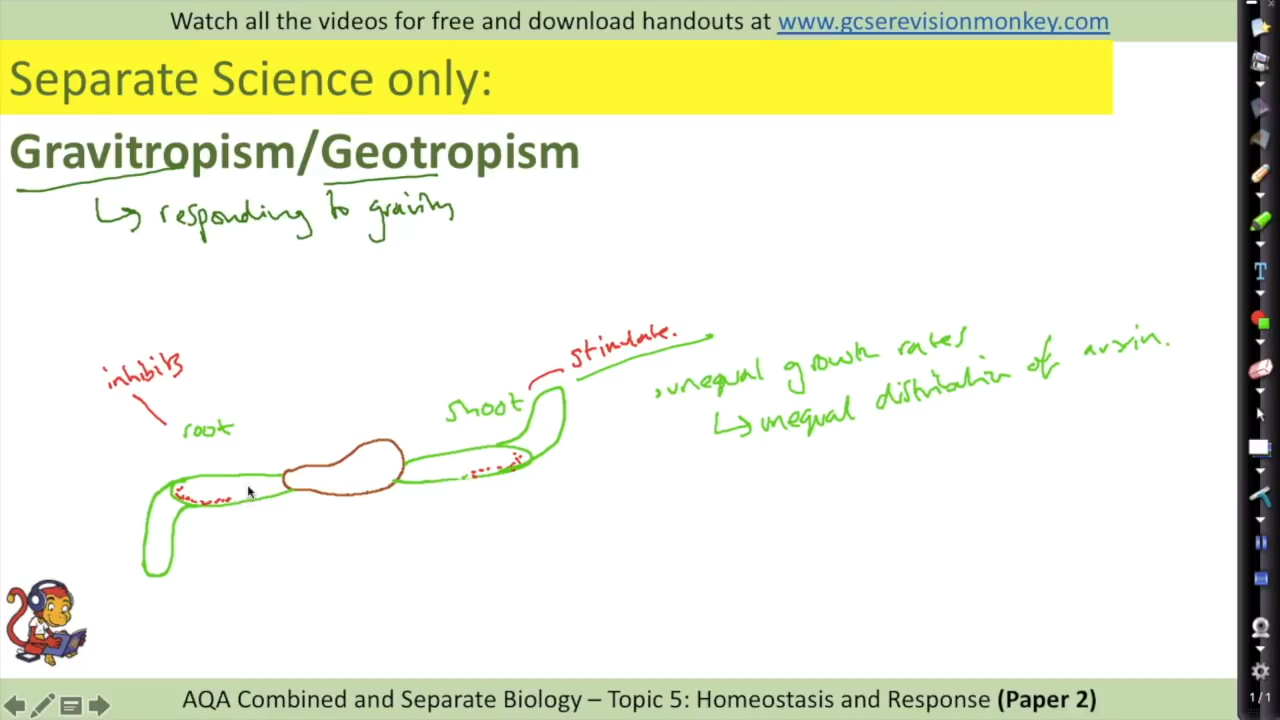 Watch all the videos for free and download handouts at www.gcserevisionmonkey.com
Separate Science only:
Gravitropism/Geotropism
↳ responding to gravity
stimulate.
inhibits
. unequal growth rates
↳ unequal distribution of auxin.
shoot
root
AQA Combined and Separate Biology – Topic 5: Homeostasis and Response (Paper 2)
1/1